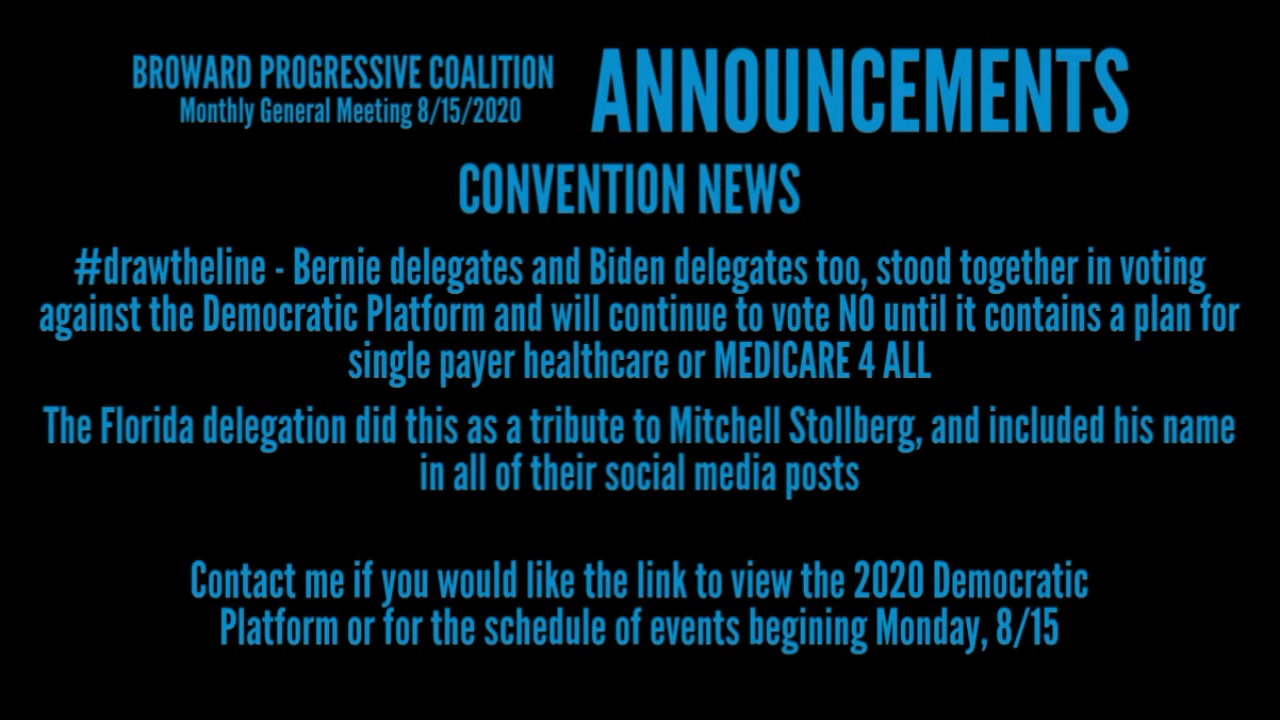 BROWARD PROGRESSIVE COALITION
Monthly General Meeting 8/15/2020
ANNOUNCEMENTS
CONVENTION NEWS
#drawtheline - Bernie delegates and Biden delegates too, stood together in voting
against the Democratic Platform and will continue to vote NO until it contains a plan for
single payer healthcare or MEDICARE 4 ALL
The Florida delegation did this as a tribute to Mitchell Stollberg, and included his name
in all of their social media posts
Contact me if you would like the link to view the 2020 Democratic
Platform or for the schedule of events begining Monday, 8/15